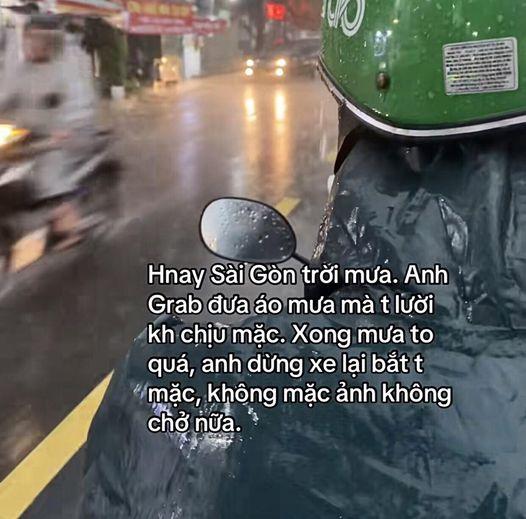 Hnay Sài Gòn trời mưa. Anh
Grab đưa áo mưa mà t lười
kh chịu mặc. Xong mưa to
quá, anh dừng xe lại bắt t
mặc, không mặc ảnh không
chở nữa.